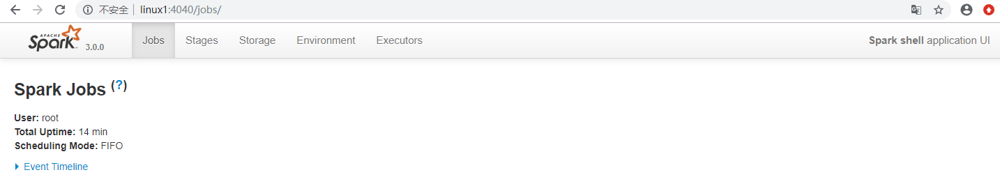 不安全 linux1:4040/jobs/
APACHE Spark 3.0.0 Jobs Stages Storage Environment Executors Spark shell application UI
Spark Jobs (?)
User: root
Total Uptime: 14 min
Scheduling Mode: FIFO
Event Timeline